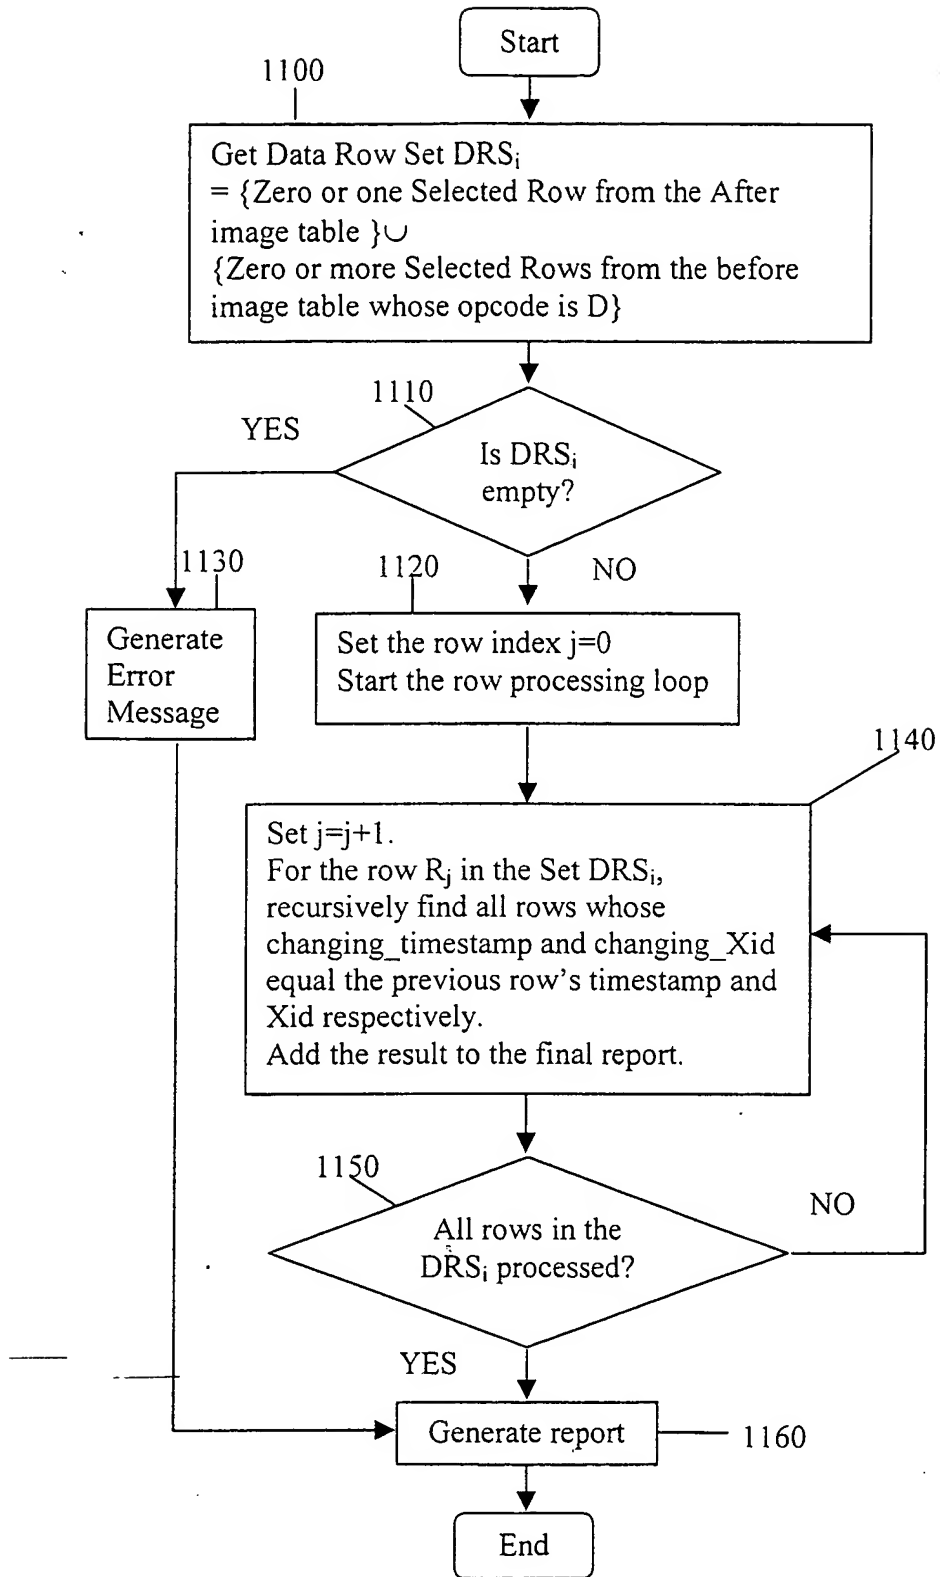 Start
1100
Get Data Row Set DRSi
= {Zero or one Selected Row from the After
image table }∪
{Zero or more Selected Rows from the before
image table whose opcode is D}
1110
YES
Is DRSi
empty?
NO
1130
1120
Generate
Error
Message
Set the row index j=0
Start the row processing loop
1140
Set j=j+1.
For the row Rj in the Set DRSi,
recursively find all rows whose
changing_timestamp and changing_Xid
equal the previous row's timestamp and
Xid respectively.
Add the result to the final report.
1150
NO
All rows in the
DRSi processed?
YES
Generate report
1160
End